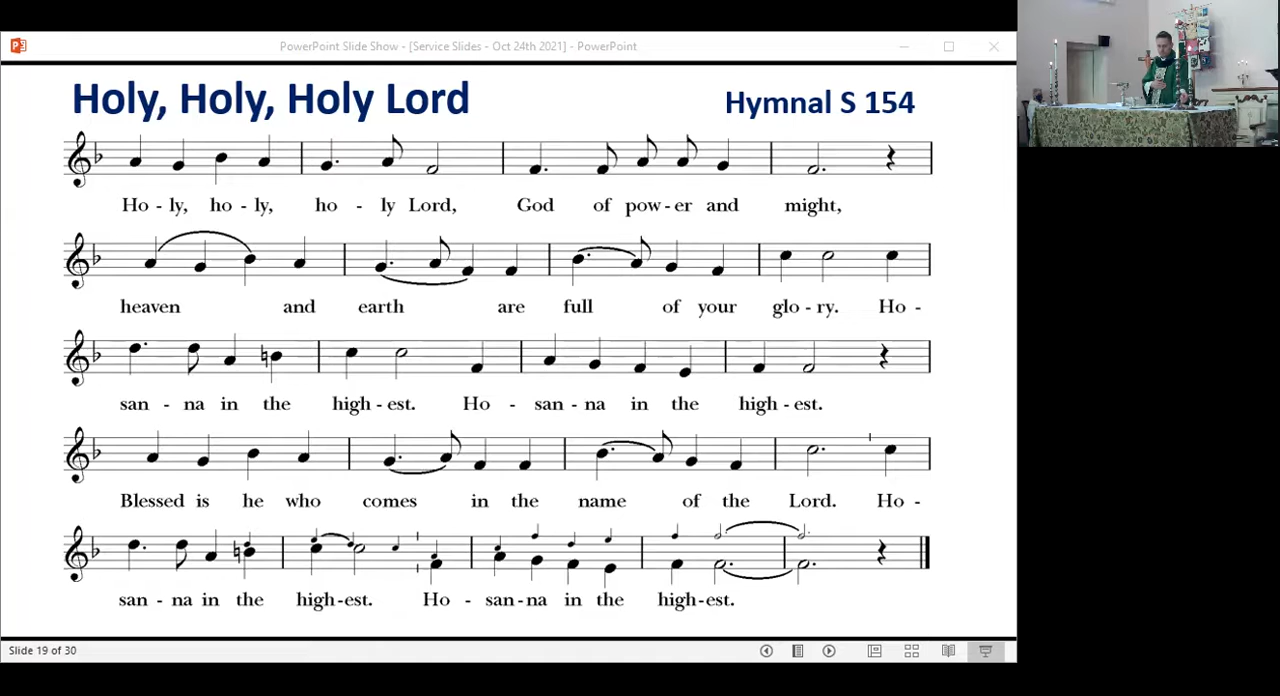 PowerPoint Slide Show - [Service Slides - Oct 24th 2021] - PowerPoint
Holy, Holy, Holy Lord Hymnal S 154
Ho - ly, ho - ly, ho - ly Lord, God of pow - er and might,
heaven and earth are full of your glo - ry. Ho -
san - na in the high - est. Ho - san - na in the high - est.
Blessed is he who comes in the name of the Lord. Ho -
san - na in the high - est. Ho - san - na in the high - est.
Slide 19 of 30